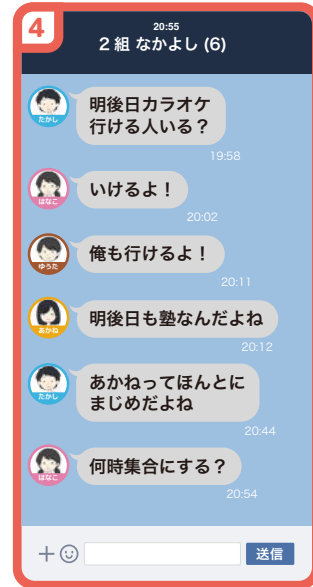 4
20:55
2組 なかよし (6)
たかし
明後日カラオケ
行ける人いる？
19:58
はなこ
いけるよ！
20:02
ゆうた
俺も行けるよ！
20:11
あかね
明後日も塾なんだよね
20:12
たかし
あかねってほんとに
まじめだよね
20:44
はなこ
何時集合にする？
20:54
送信